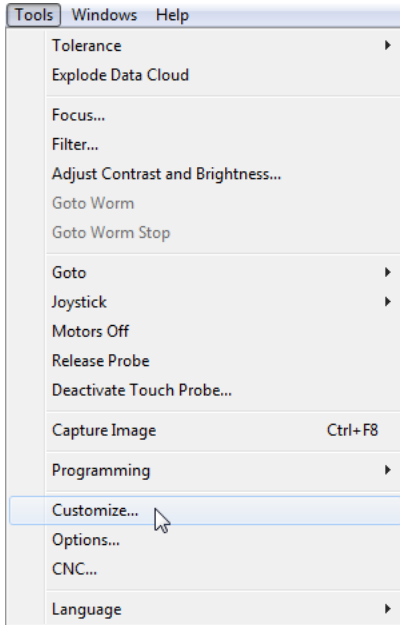 Tools Windows Help
Tolerance
Explode Data Cloud
Focus...
Filter...
Adjust Contrast and Brightness...
Goto Worm
Goto Worm Stop
Goto
Joystick
Motors Off
Release Probe
Deactivate Touch Probe...
Capture Image Ctrl+F8
Programming
Customize...
Options...
CNC...
Language